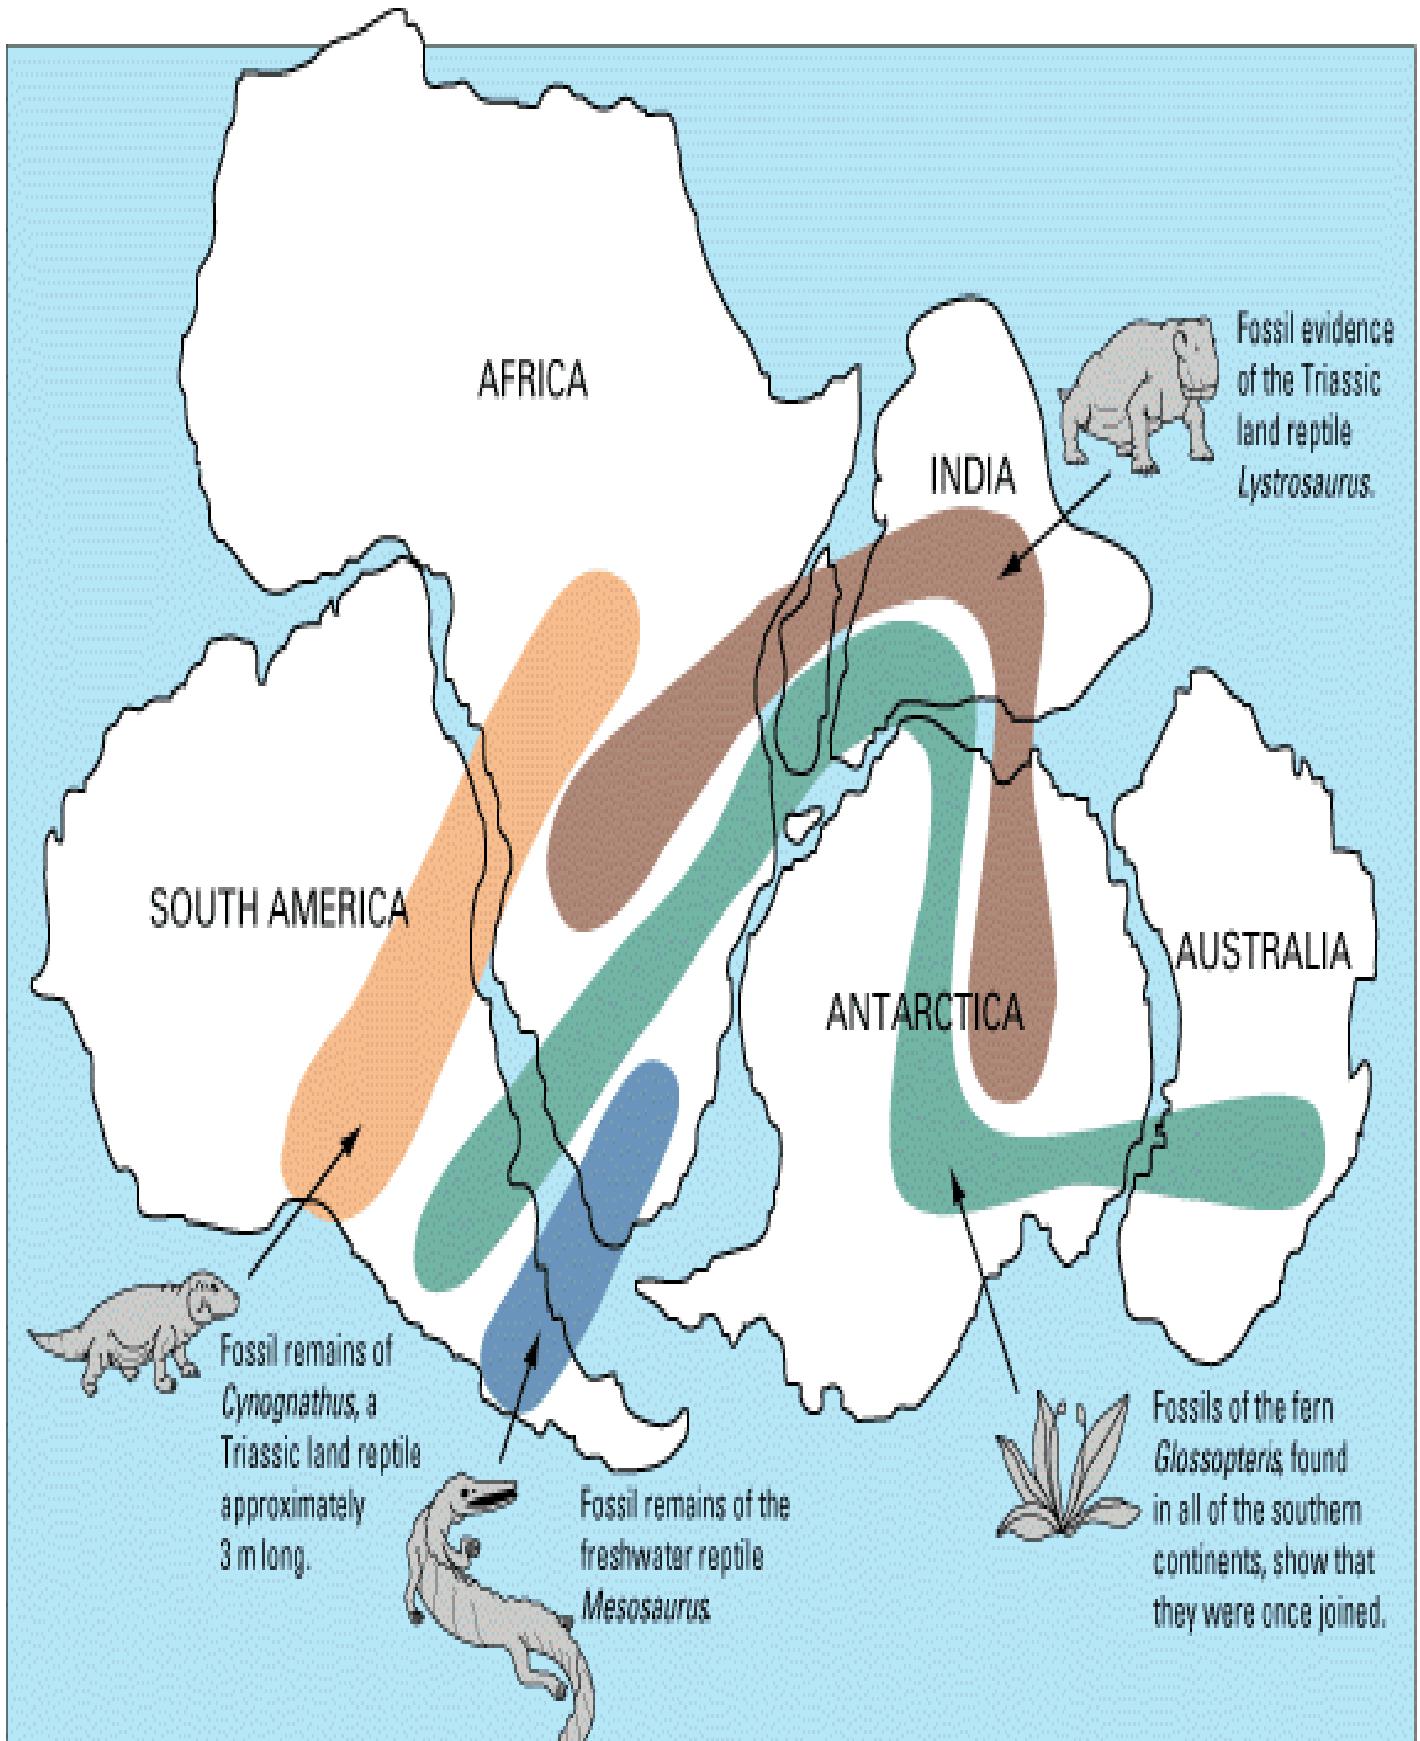 AFRICA
INDIA
Fossil evidence
of the Triassic
land reptile
Lystrosaurus.
SOUTH AMERICA
ANTARCTICA
AUSTRALIA
Fossil remains of
Cynognathus, a
Triassic land reptile
approximately
3 m long.
Fossil remains of the
freshwater reptile
Mesosaurus.
Fossils of the fern
Glossopteris, found
in all of the southern
continents, show that
they were once joined.